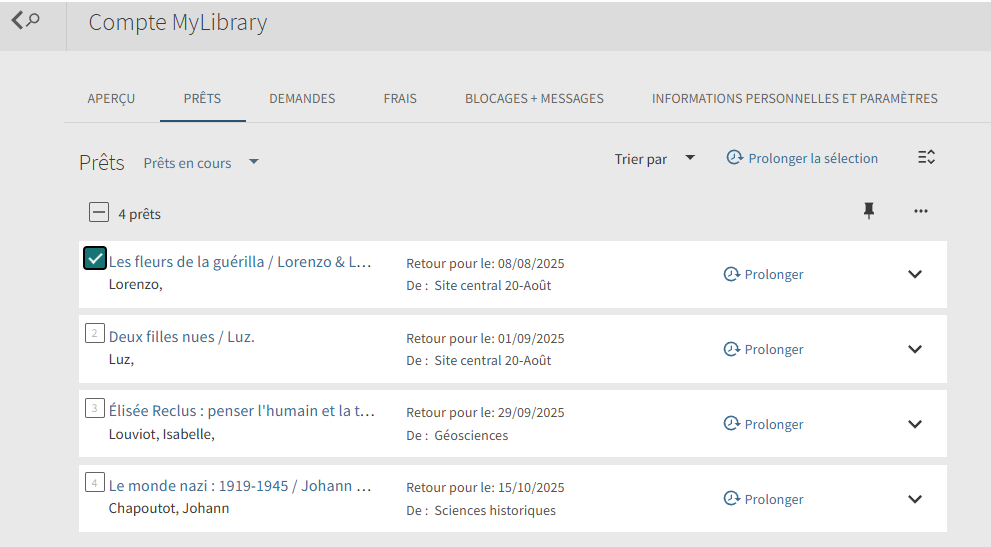 Compte MyLibrary
APERÇU PRÊTS DEMANDES FRAIS BLOCAGES + MESSAGES INFORMATIONS PERSONNELLES ET PARAMÈTRES
Prêts Prêts en cours Trier par Prolonger la sélection
4 prêts
Les fleurs de la guérilla / Lorenzo & L... Retour pour le: 08/08/2025 Prolonger
Lorenzo, De : Site central 20-Août
2 Deux filles nues / Luz. Retour pour le: 01/09/2025 Prolonger
Luz, De : Site central 20-Août
3 Élisée Reclus : penser l'humain et la t... Retour pour le: 29/09/2025 Prolonger
Louviot, Isabelle, De : Géosciences
4 Le monde nazi : 1919-1945 / Johann ... Retour pour le: 15/10/2025 Prolonger
Chapoutot, Johann De : Sciences historiques